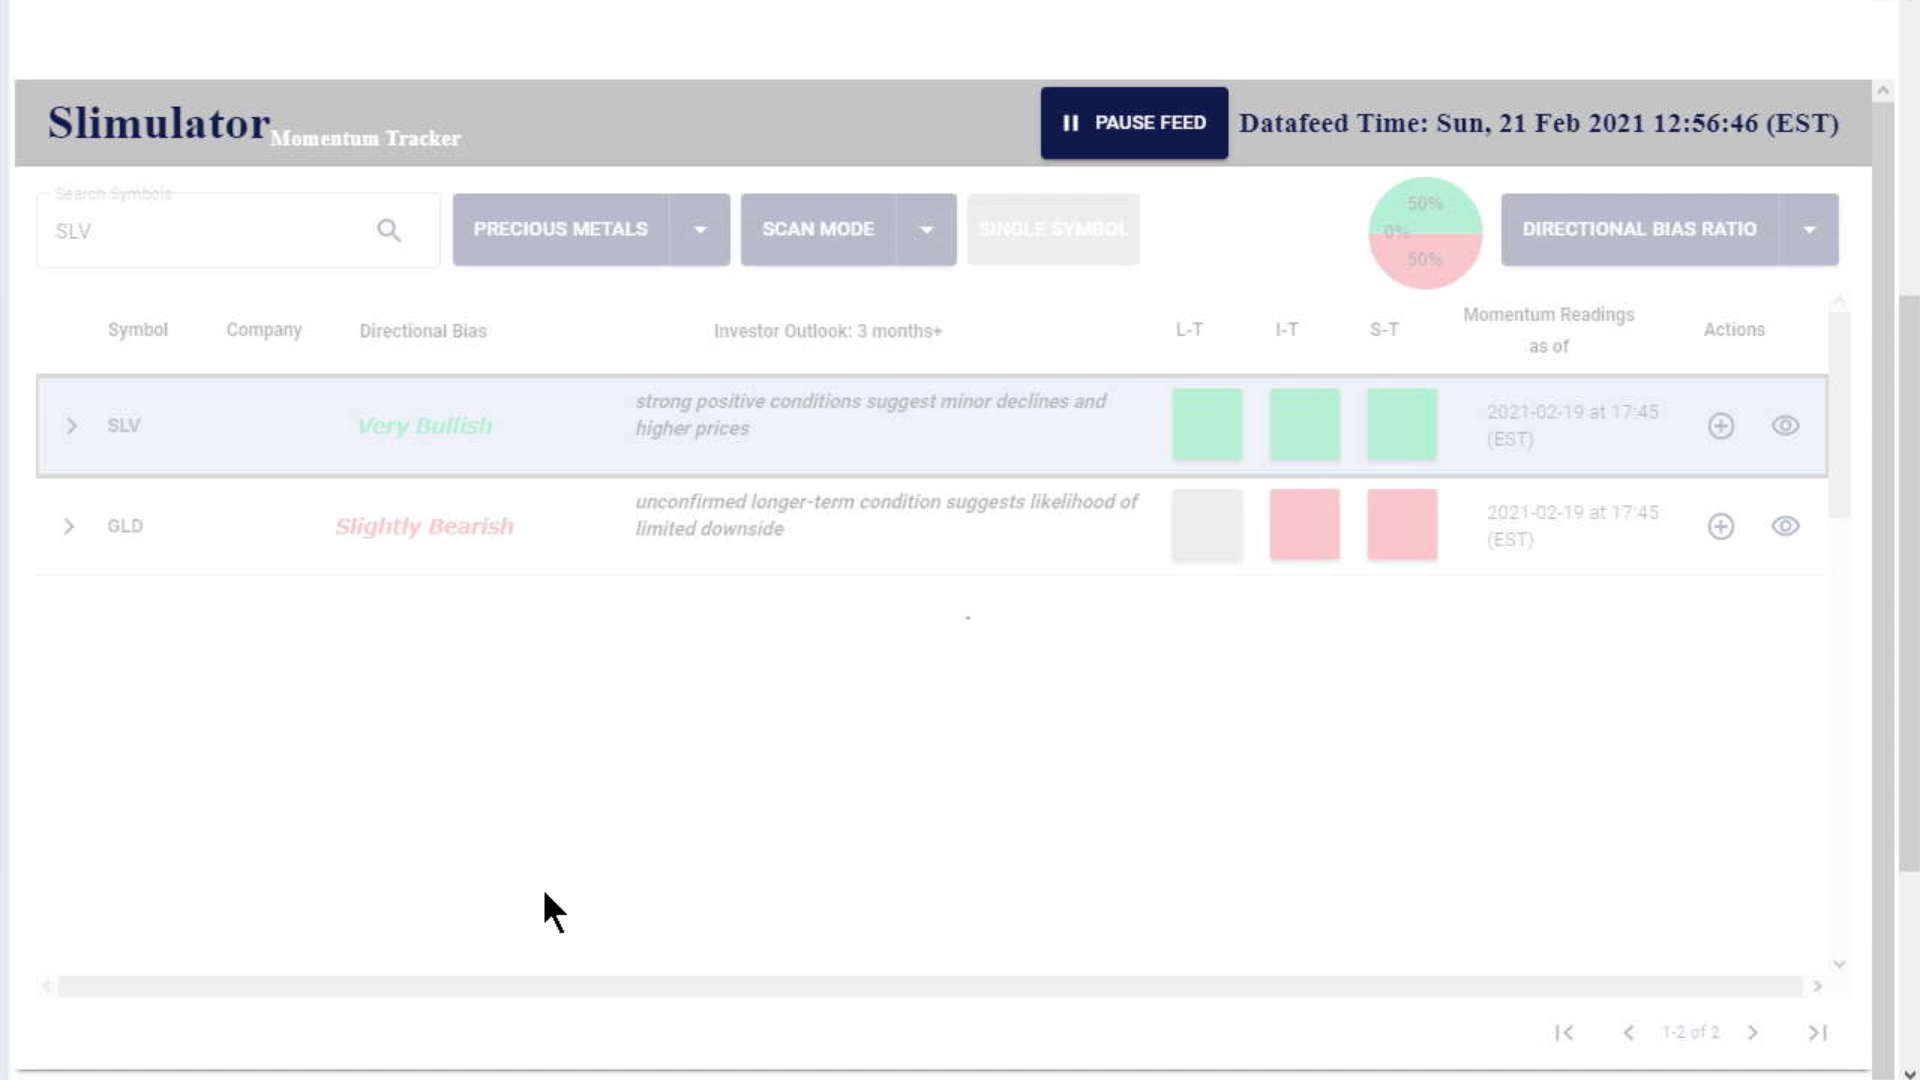 Slimulator Momentum Tracker
PAUSE FEED
Datafeed Time: Sun, 21 Feb 2021 12:56:46 (EST)
Search Symbols
SLV
PRECIOUS METALS
SCAN MODE
SINGLE SYMBOL
50%
0%
50%
DIRECTIONAL BIAS RATIO
Symbol
Company
Directional Bias
Investor Outlook: 3 months+
L-T
I-T
S-T
Momentum Readings
as of
Actions
SLV
Very Bullish
strong positive conditions suggest minor declines and
higher prices
2021-02-19 at 17:45
(EST)
GLD
Slightly Bearish
unconfirmed longer-term condition suggests likelihood of
limited downside
2021-02-19 at 17:45
(EST)
1-2 of 2